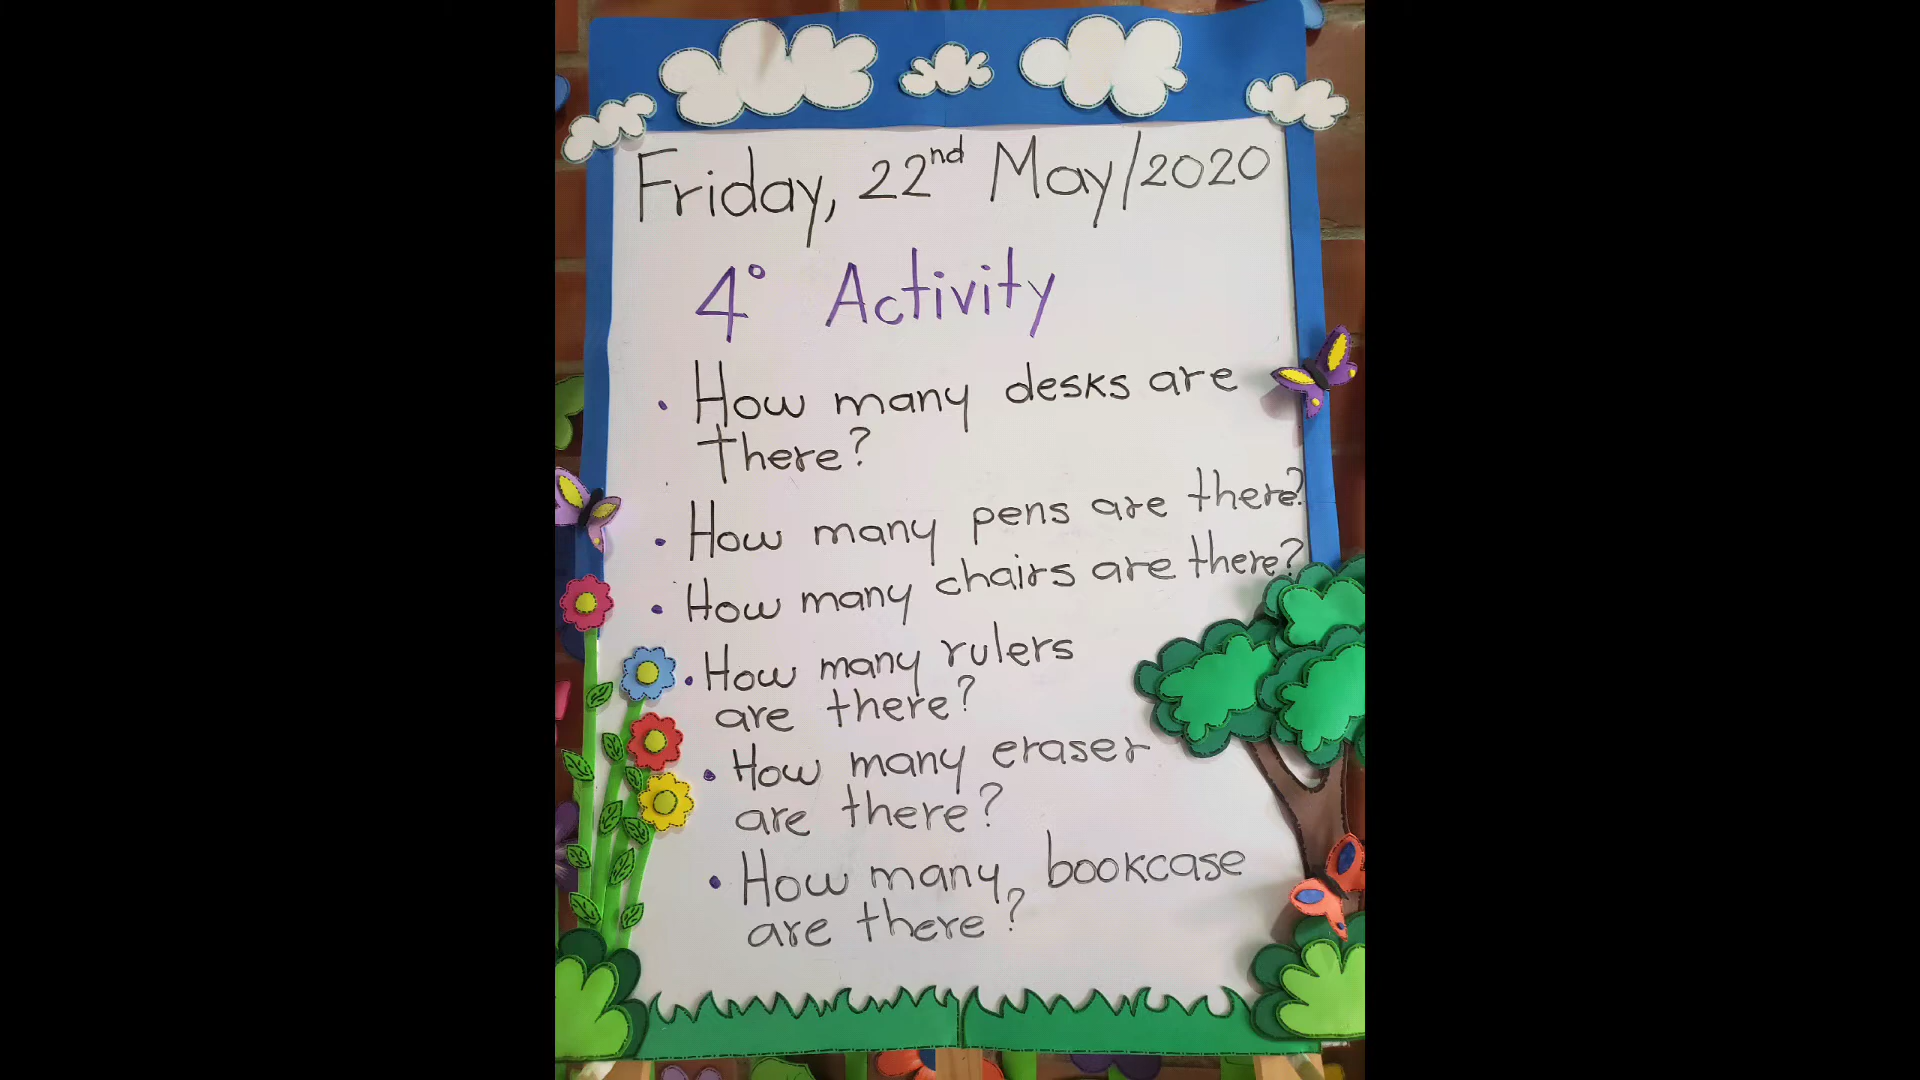 Friday, 22nd May/2020
4° Activity
• How many desks are
there?
• How many pens are there?
• How many chairs are there?
• How many rulers
are there?
• How many eraser
are there?
• How many bookcase
are there?